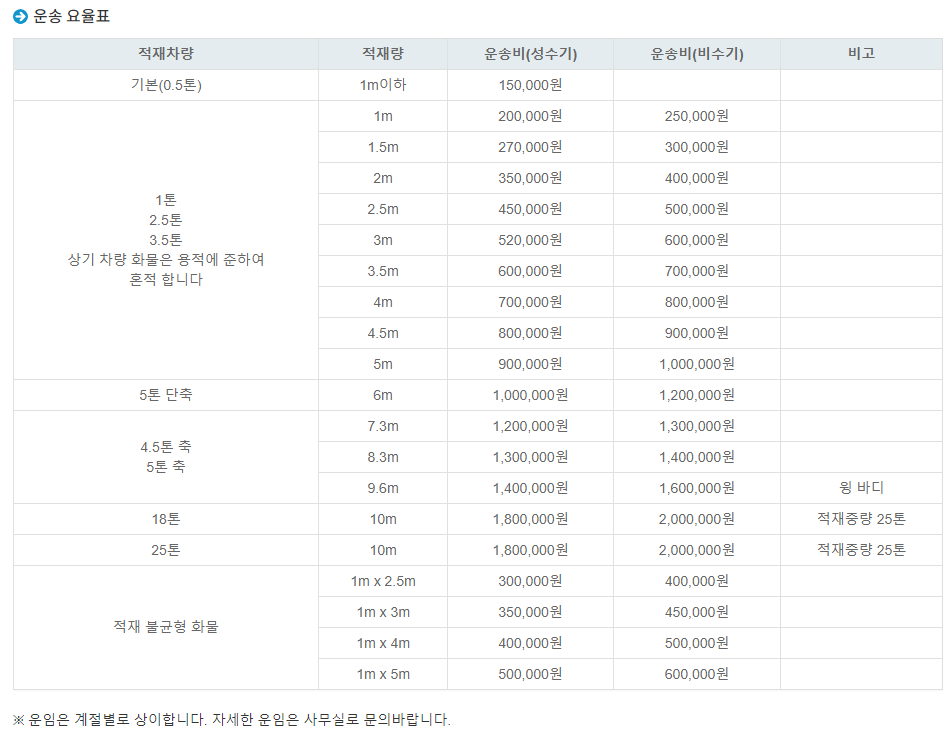 운송 요율표
적재차량 적재량 운송비(성수기) 운송비(비수기) 비고
기본(0.5톤) 1m이하 150,000원
1톤
2.5톤
3.5톤
상기 차량 화물은 용적에 준하여
혼적 합니다
1m 200,000원 250,000원
1.5m 270,000원 300,000원
2m 350,000원 400,000원
2.5m 450,000원 500,000원
3m 520,000원 600,000원
3.5m 600,000원 700,000원
4m 700,000원 800,000원
4.5m 800,000원 900,000원
5m 900,000원 1,000,000원
5톤 단축 6m 1,000,000원 1,200,000원
4.5톤 축
5톤 축
7.3m 1,200,000원 1,300,000원
8.3m 1,300,000원 1,400,000원
9.6m 1,400,000원 1,600,000원 윙 바디
18톤 10m 1,800,000원 2,000,000원 적재중량 25톤
25톤 10m 1,800,000원 2,000,000원 적재중량 25톤
적재 불균형 화물
1m x 2.5m 300,000원 400,000원
1m x 3m 350,000원 450,000원
1m x 4m 400,000원 500,000원
1m x 5m 500,000원 600,000원
※ 운임은 계절별로 상이합니다. 자세한 운임은 사무실로 문의바랍니다.